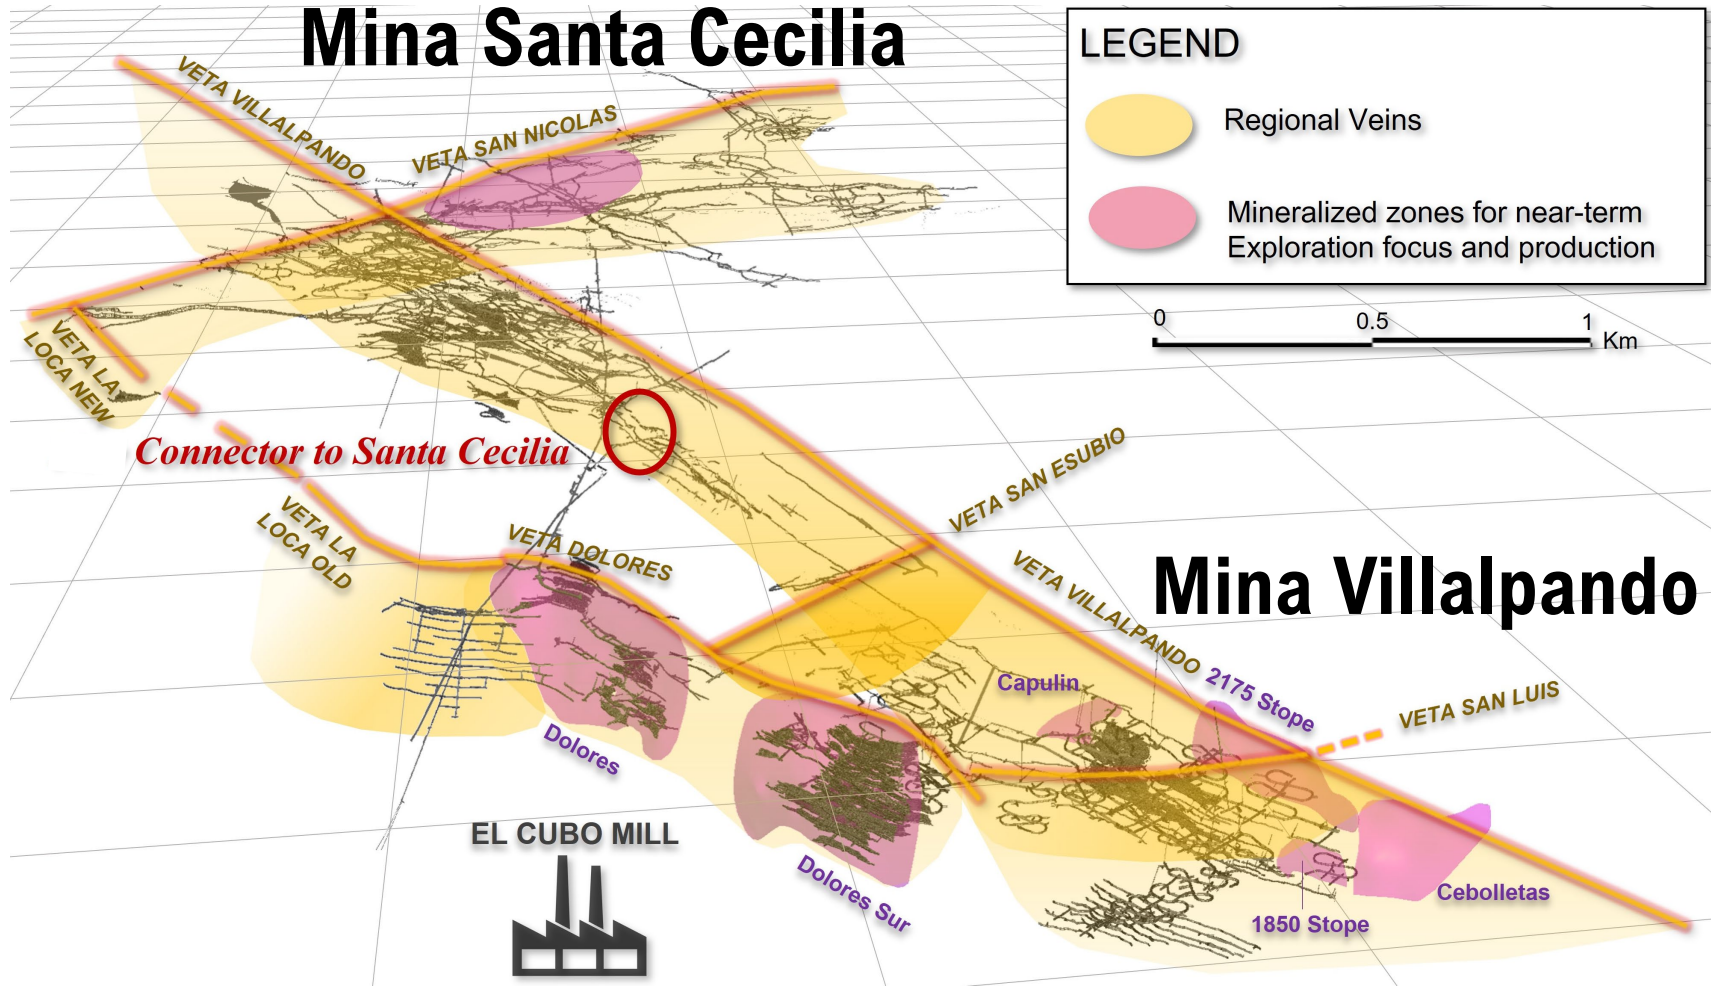 Mina Santa Cecilia
LEGEND
Regional Veins
Mineralized zones for near-term
Exploration focus and production
0 0.5 1
Km
VETA VILLALPANDO
VETA SAN NICOLAS
VETA LA
LOCA NEW
Connector to Santa Cecilia
VETA SAN ESUBIO
VETA LA
LOCA OLD
VETA DOLORES
VETA VILLALPANDO
Mina Villalpando
Capulin
2175 Stope
VETA SAN LUIS
Dolores
EL CUBO MILL
Dolores Sur
Cebolletas
1850 Stope